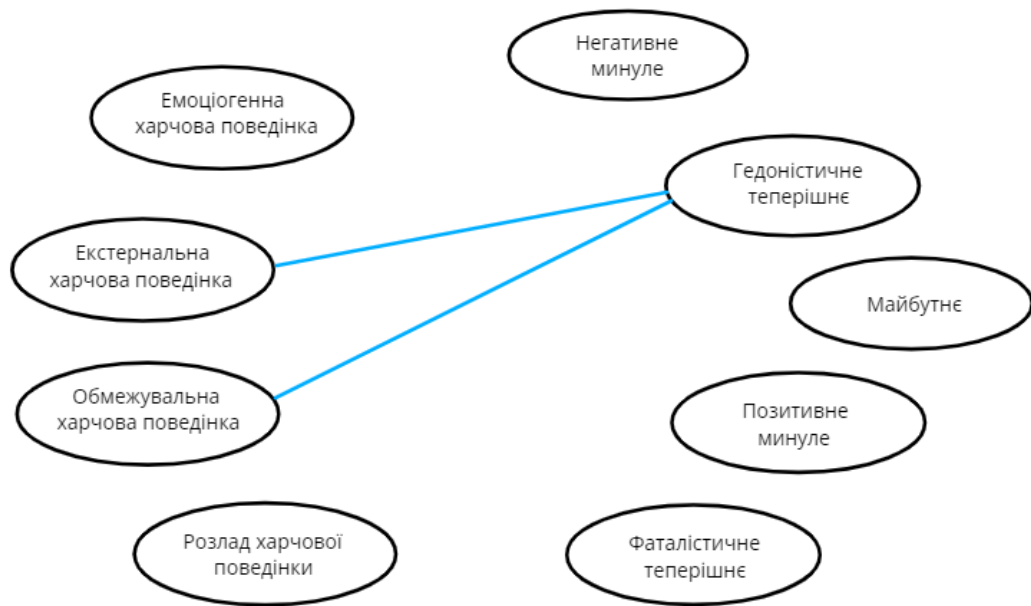 Негативне
минуле
Емоціогенна
харчова поведінка
Гедоністичне
теперішнє
Екстернальна
харчова поведінка
Майбутнє
Обмежувальна
харчова поведінка
Позитивне
минуле
Розлад харчової
поведінки
Фаталістичне
теперішнє